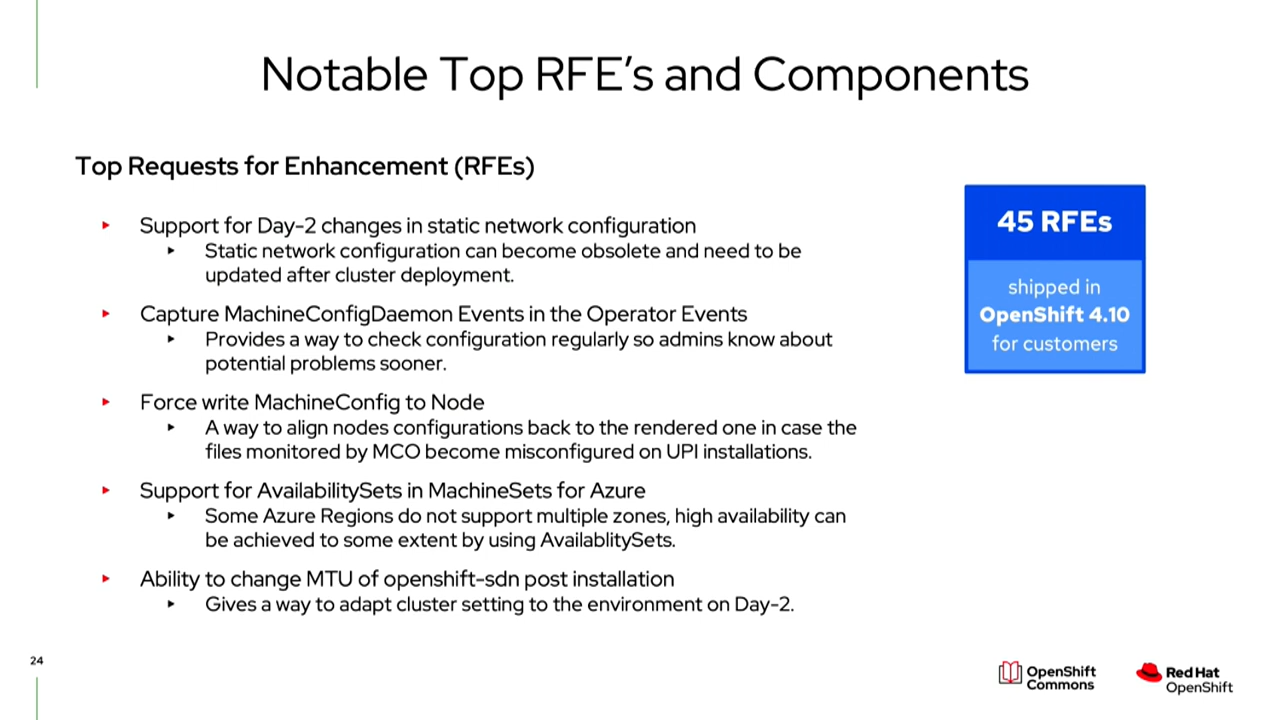 Notable Top RFE’s and Components
Top Requests for Enhancement (RFEs)
Support for Day-2 changes in static network configuration
Static network configuration can become obsolete and need to be
updated after cluster deployment.
Capture MachineConfigDaemon Events in the Operator Events
Provides a way to check configuration regularly so admins know about
potential problems sooner.
Force write MachineConfig to Node
A way to align nodes configurations back to the rendered one in case the
files monitored by MCO become misconfigured on UPI installations.
Support for AvailabilitySets in MachineSets for Azure
Some Azure Regions do not support multiple zones, high availability can
be achieved to some extent by using AvailablitySets.
Ability to change MTU of openshift-sdn post installation
Gives a way to adapt cluster setting to the environment on Day-2.
45 RFEs
shipped in
OpenShift 4.10
for customers
24
OpenShift
Commons
Red Hat
OpenShift